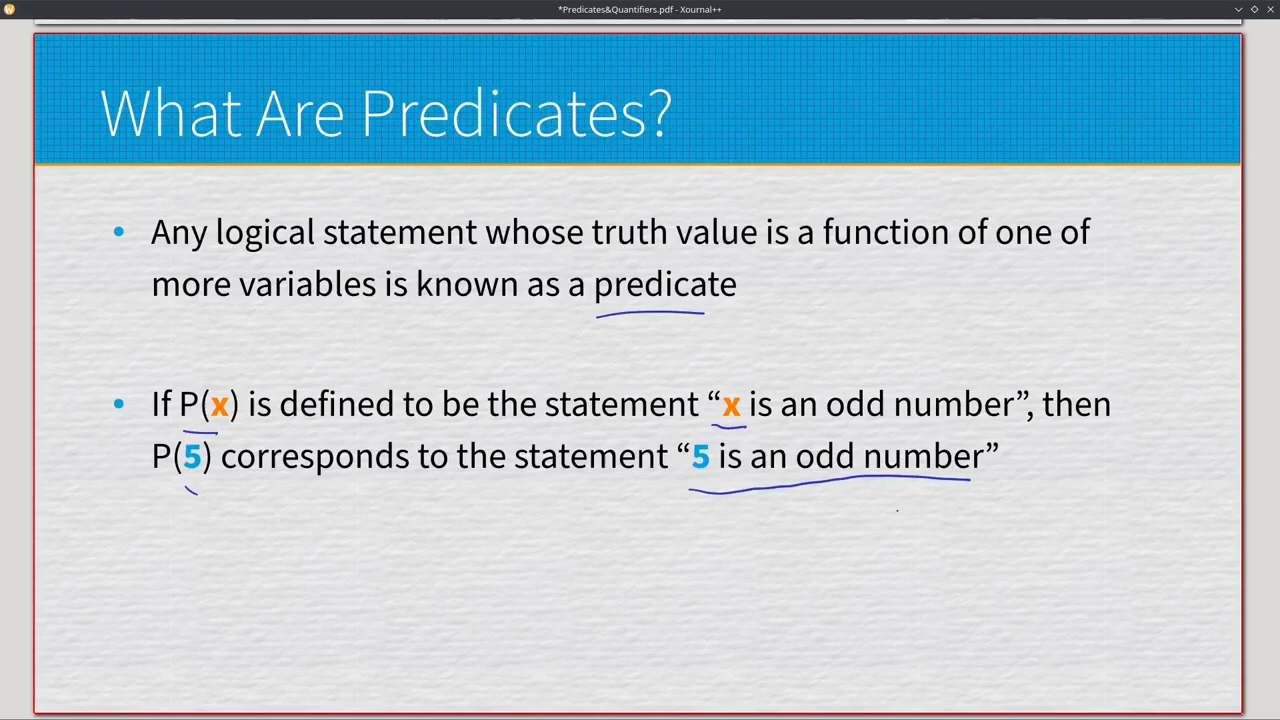 *Predicates&Quantifiers.pdf - Xournal++
What Are Predicates?
• Any logical statement whose truth value is a function of one of
more variables is known as a predicate
• If P(x) is defined to be the statement “x is an odd number”, then
P(5) corresponds to the statement “5 is an odd number”